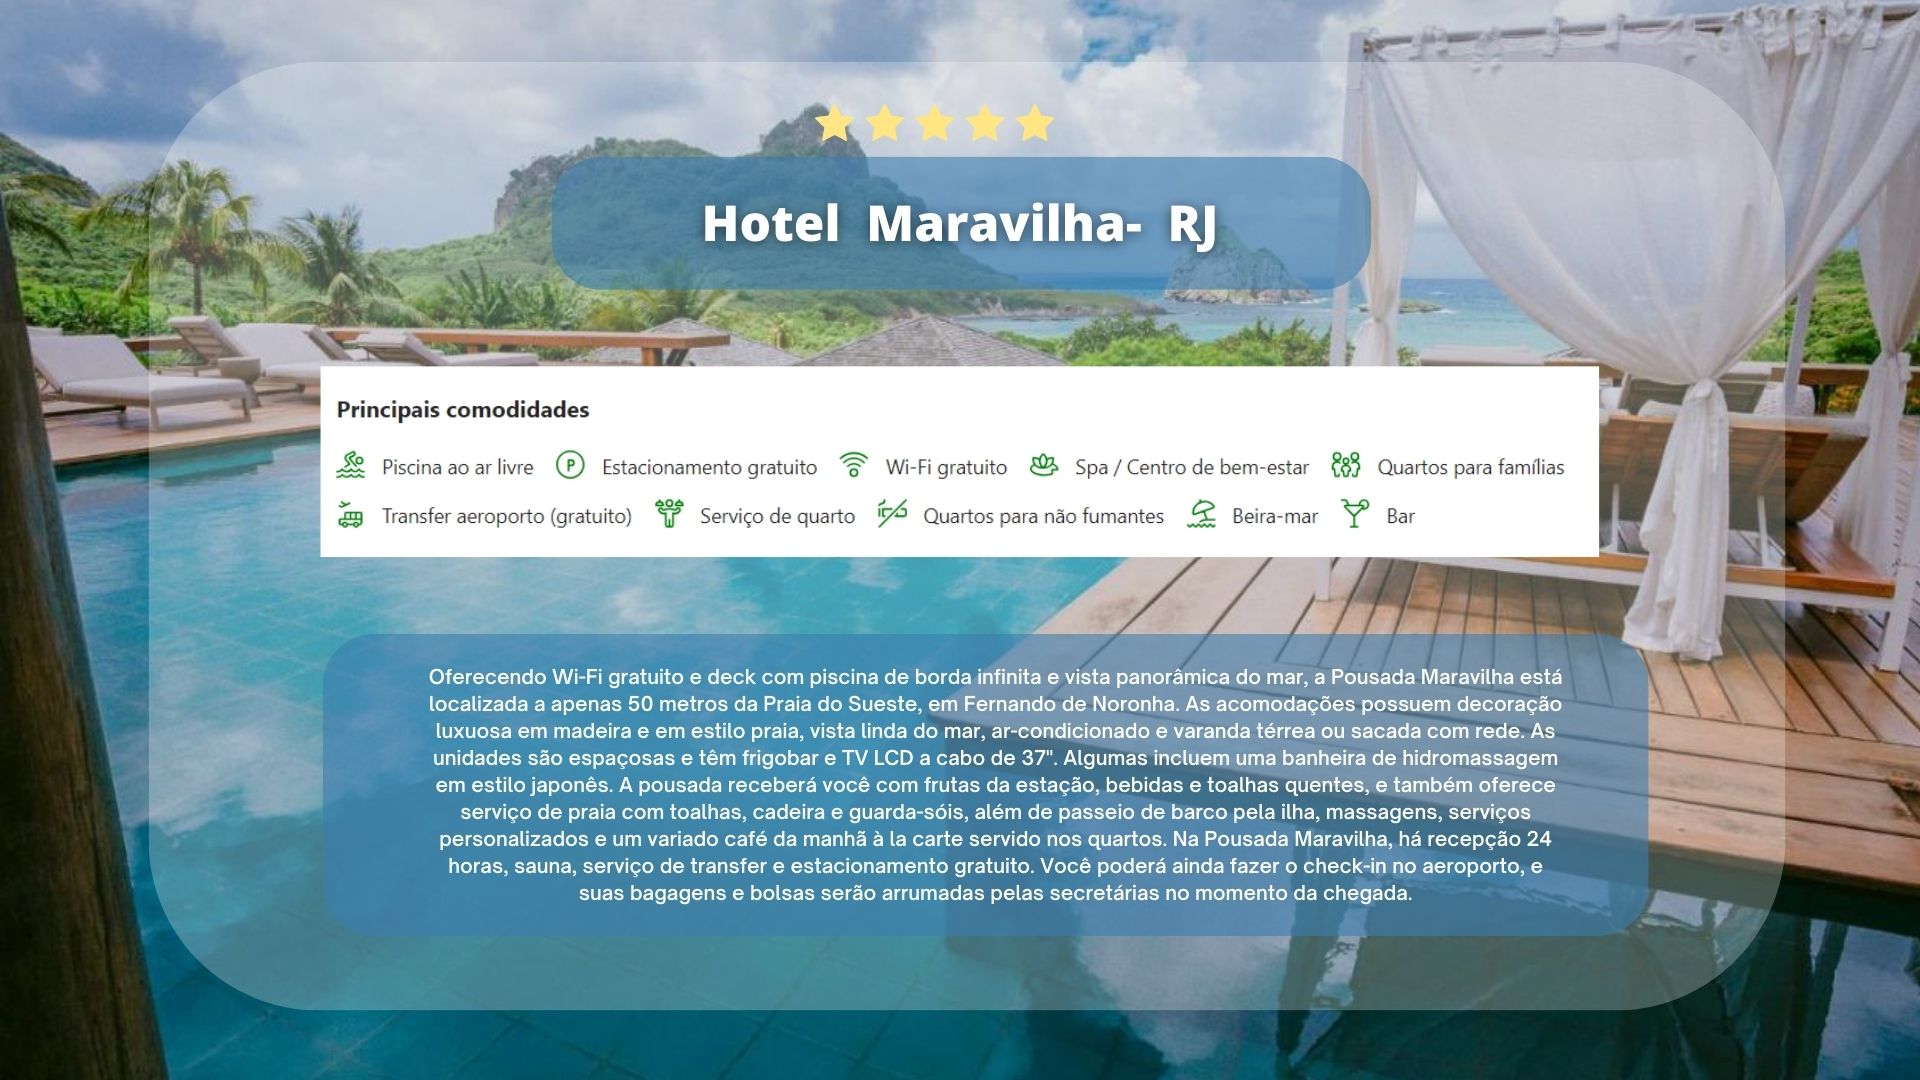 Hotel Maravilha- RJ
Principais comodidades
Piscina ao ar livre P Estacionamento gratuito Wi-Fi gratuito Spa / Centro de bem-estar Quartos para famílias
Transfer aeroporto (gratuito) Serviço de quarto Quartos para não fumantes Beira-mar Bar
Oferecendo Wi-Fi gratuito e deck com piscina de borda infinita e vista panorâmica do mar, a Pousada Maravilha está
localizada a apenas 50 metros da Praia do Sueste, em Fernando de Noronha. As acomodações possuem decoração
luxuosa em madeira e em estilo praia, vista linda do mar, ar-condicionado e varanda térrea ou sacada com rede. As
unidades são espaçosas e têm frigobar e TV LCD a cabo de 37". Algumas incluem uma banheira de hidromassagem
em estilo japonês. A pousada receberá você com frutas da estação, bebidas e toalhas quentes, e também oferece
serviço de praia com toalhas, cadeira e guarda-sóis, além de passeio de barco pela ilha, massagens, serviços
personalizados e um variado café da manhã à la carte servido nos quartos. Na Pousada Maravilha, há recepção 24
horas, sauna, serviço de transfer e estacionamento gratuito. Você poderá ainda fazer o check-in no aeroporto, e
suas bagagens e bolsas serão arrumadas pelas secretárias no momento da chegada.